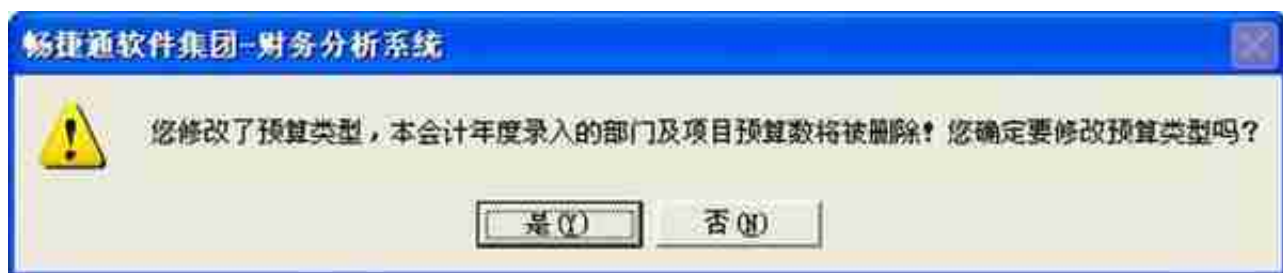 畅捷通软件集团-财务分析系统
您修改了预算类型，本会计年度录入的部门及项目预算数将被删除！您确定要修改预算类型吗？
是(Y)
否(N)